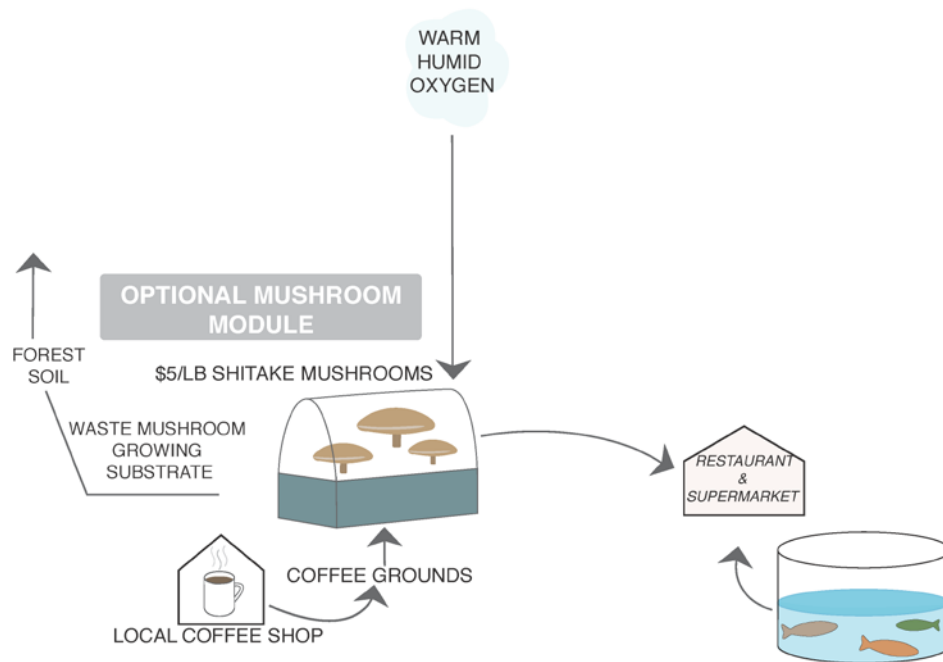 WARM
HUMID
OXYGEN
OPTIONAL MUSHROOM
MODULE
FOREST
SOIL
$5/LB SHITAKE MUSHROOMS
WASTE MUSHROOM
GROWING
SUBSTRATE
RESTAURANT
&
SUPERMARKET
COFFEE GROUNDS
LOCAL COFFEE SHOP